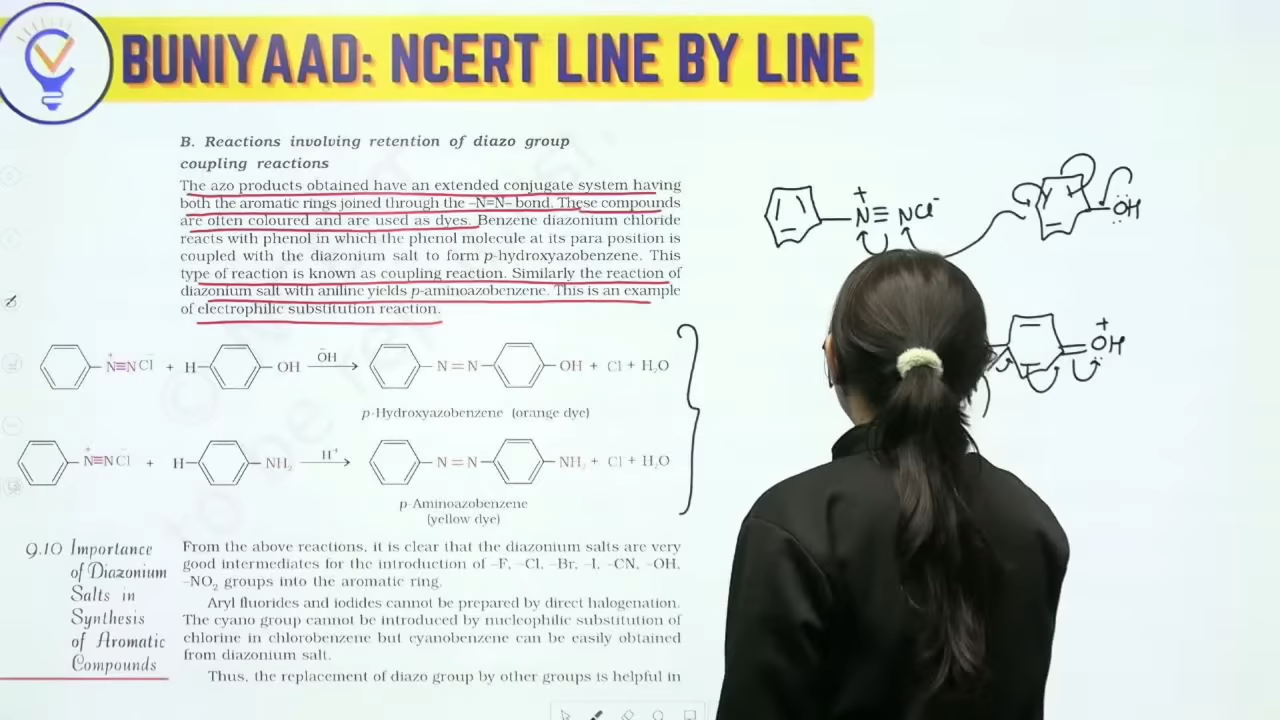 BUNIYAAD: NCERT LINE BY LINE
B. Reactions involving retention of diazo group
coupling reactions
The azo products obtained have an extended conjugate system having
both the aromatic rings joined through the –N=N– bond. These compounds
are often coloured and are used as dyes. Benzene diazonium chloride
reacts with phenol in which the phenol molecule at its para position is
coupled with the diazonium salt to form p-hydroxyazobenzene. This
type of reaction is known as coupling reaction. Similarly the reaction of
diazonium salt with aniline yields p-aminoazobenzene. This is an example
of electrophilic substitution reaction.
N≡NCl + H OH OH N=N OH + Cl + H2O
p-Hydroxyazobenzene (orange dye)
N≡NCl + H NH2 H+ N=N NH2 + Cl + H2O
p-Aminoazobenzene
(yellow dye)
9.10 Importance
of Diazonium
Salts in
Synthesis
of Aromatic
Compounds
From the above reactions, it is clear that the diazonium salts are very
good intermediates for the introduction of –F, –Cl, –Br, –I, –CN, –OH,
–NO2 groups into the aromatic ring.
Aryl fluorides and iodides cannot be prepared by direct halogenation.
The cyano group cannot be introduced by nucleophilic substitution of
chlorine in chlorobenzene but cyanobenzene can be easily obtained
from diazonium salt.
Thus, the replacement of diazo group by other groups is helpful in
+
N≡NCl-
ÖH
+
OH